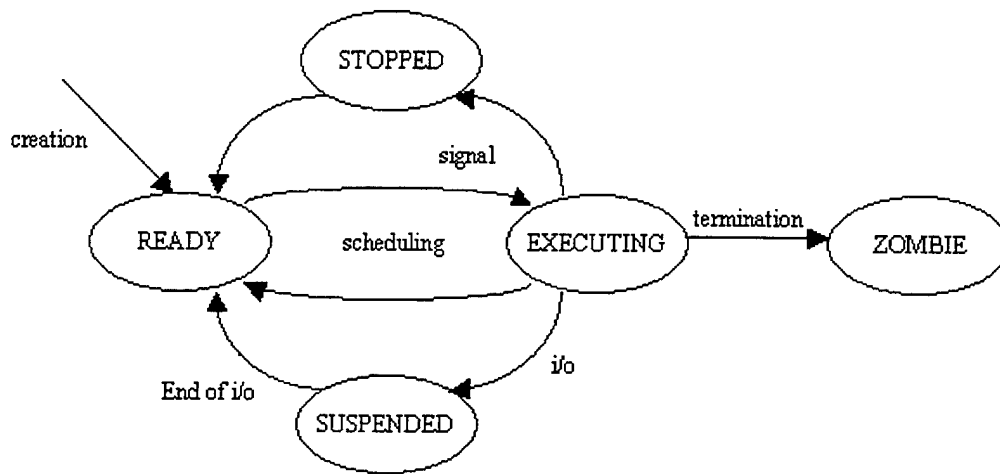 STOPPED
creation
signal
termination
READY
scheduling
EXECUTING
ZOMBIE
End of i/o
i/o
SUSPENDED